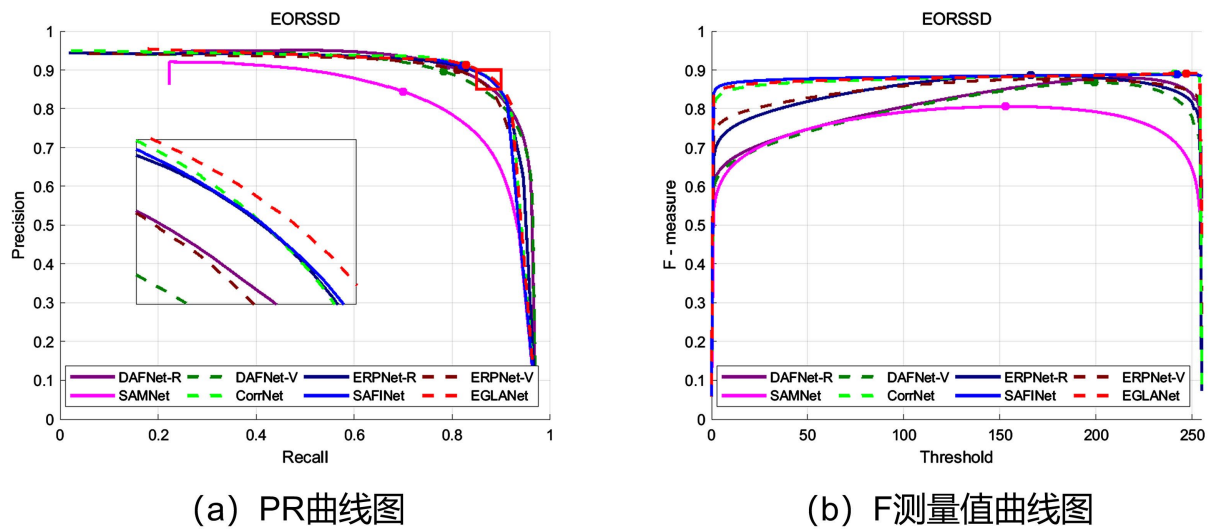 EORSSD
1
0.9
0.8
0.7
0.6
0.5
0.4
0.3
0.2
0.1
0
Precision
DAFNet-R DAFNet-V ERPNet-R ERPNet-V
SAMNet CorrNet SAFINet EGLANet
0 0.2 0.4 0.6 0.8 1
Recall
(a) PR曲线图
EORSSD
1
0.9
0.8
0.7
0.6
0.5
0.4
0.3
0.2
0.1
0
F - measure
DAFNet-R DAFNet-V ERPNet-R ERPNet-V
SAMNet CorrNet SAFINet EGLANet
0 50 100 150 200 250
Threshold
(b) F测量值曲线图